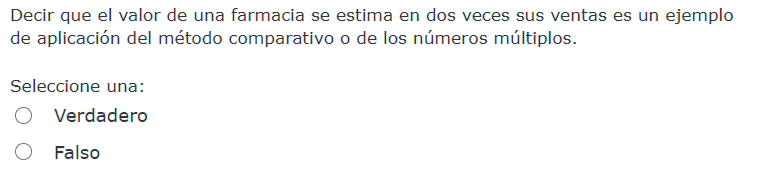 Decir que el valor de una farmacia se estima en dos veces sus ventas es un ejemplo
de aplicación del método comparativo o de los números múltiplos.
Seleccione una:
Verdadero
Falso